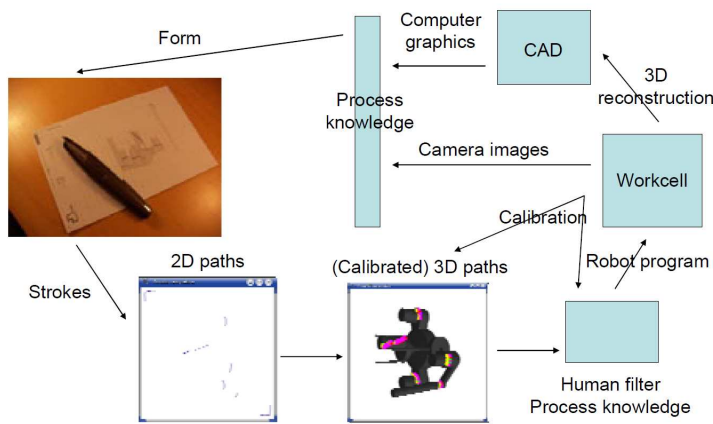 Form
Computer
graphics
CAD
3D
reconstruction
Process
knowledge
Camera images
Workcell
Calibration
Robot program
2D paths
(Calibrated) 3D paths
Strokes
Human filter
Process knowledge